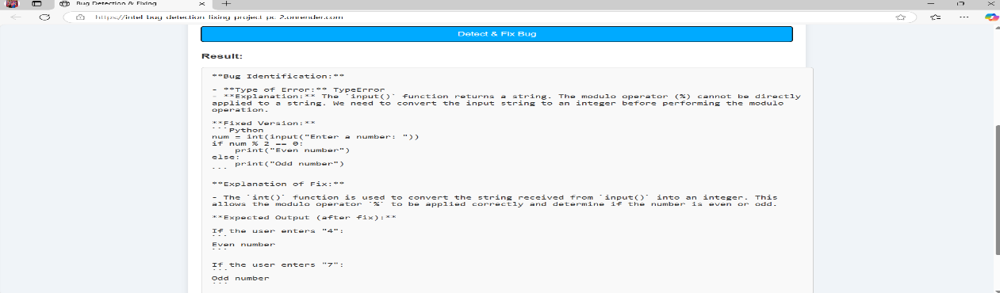 Bug Detection & Fixing
https://intel-bug-detection-fixing-project-pc-2.onrender.com
Detect & Fix Bug
Result:
**Bug Identification:**
- **Type of Error:** TypeError
- **Explanation:** The `input()` function returns a string. The modulo operator (%) cannot be directly
applied to a string. We need to convert the input string to an integer before performing the modulo
operation.
**Fixed Version:**
```Python
num = int(input("Enter a number: "))
if num % 2 == 0:
    print("Even number")
else:
    print("Odd number")
```
**Explanation of Fix:**
- The `int()` function is used to convert the string received from `input()` into an integer. This
allows the modulo operator `%` to be applied correctly and determine if the number is even or odd.
**Expected Output (after fix):**
If the user enters "4":
```
Even number
```
If the user enters "7":
```
Odd number
```